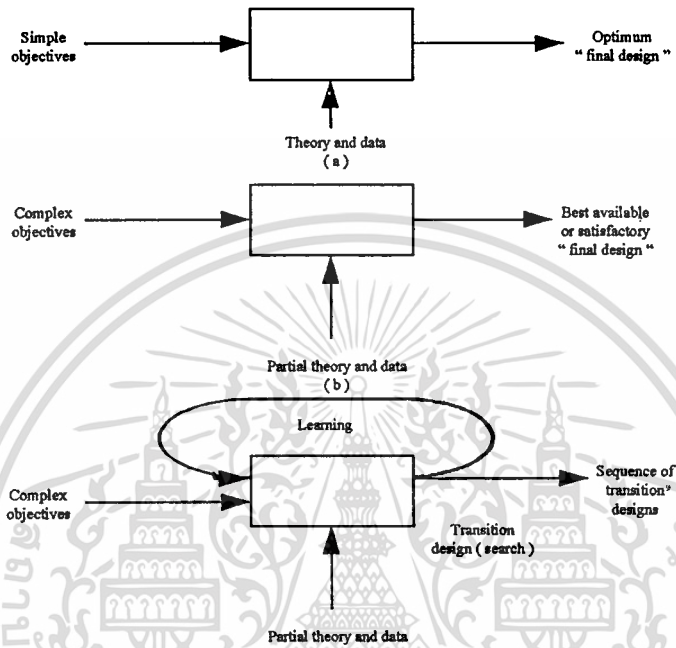 Simple
objectives
Optimum
“ final design ”
Theory and data
( a )
Complex
objectives
Best available
or satisfactory
“ final design “
Partial theory and data
( b )
Learning
Complex
objectives
Sequence of
transition”
designs
Transition
design ( search )
Partial theory and data